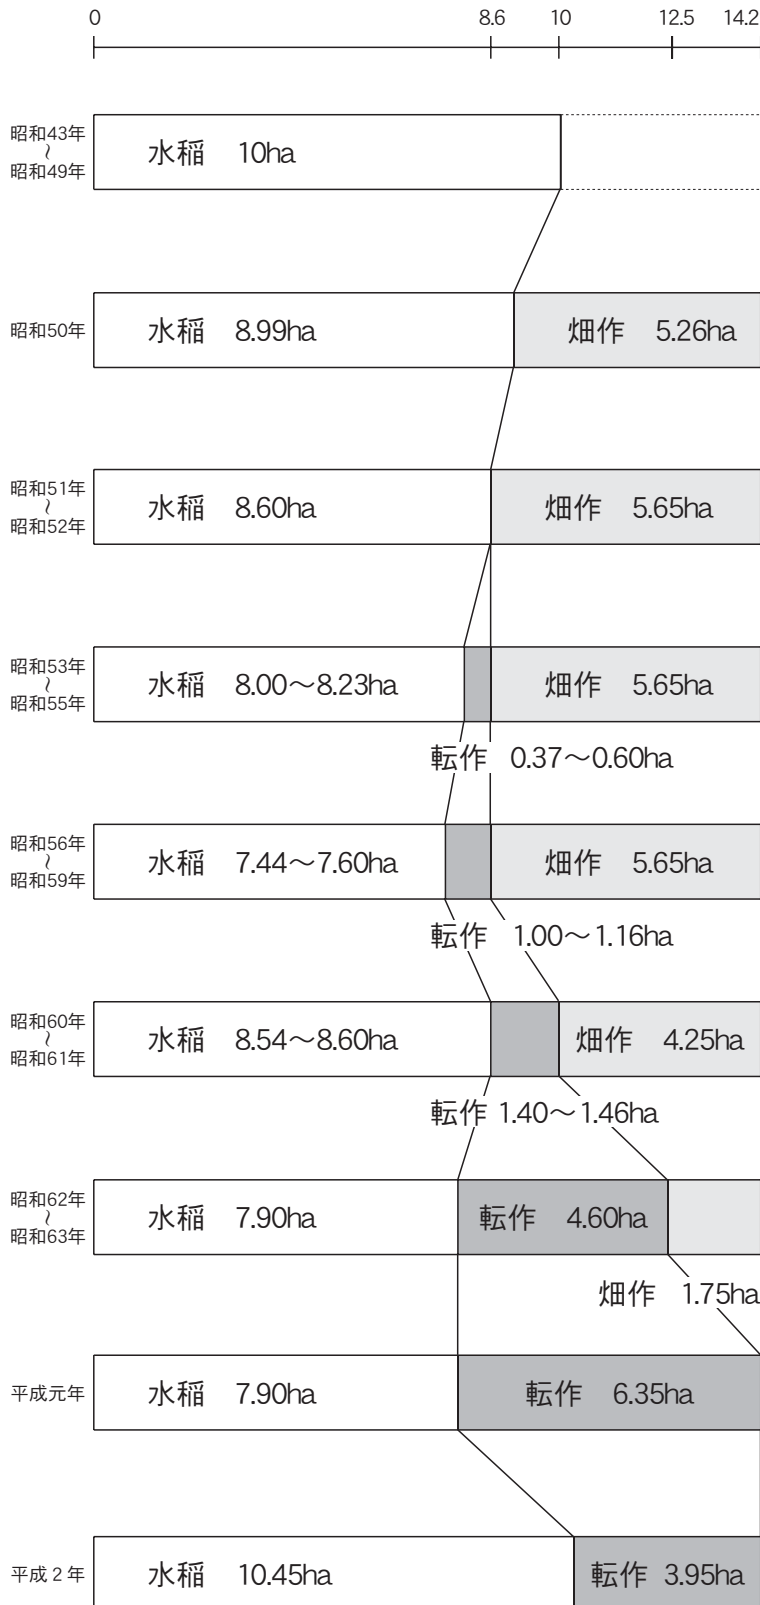 0 8.6 10 12.5 14.2
昭和43年
〜
昭和49年
水稲 10ha
昭和50年
水稲 8.99ha 畑作 5.26ha
昭和51年
〜
昭和52年
水稲 8.60ha 畑作 5.65ha
昭和53年
〜
昭和55年
水稲 8.00〜8.23ha 畑作 5.65ha
転作 0.37〜0.60ha
昭和56年
〜
昭和59年
水稲 7.44〜7.60ha 畑作 5.65ha
転作 1.00〜1.16ha
昭和60年
〜
昭和61年
水稲 8.54〜8.60ha 畑作 4.25ha
転作 1.40〜1.46ha
昭和62年
〜
昭和63年
水稲 7.90ha 転作 4.60ha
畑作 1.75ha
平成元年
水稲 7.90ha 転作 6.35ha
平成2年
水稲 10.45ha 転作 3.95ha